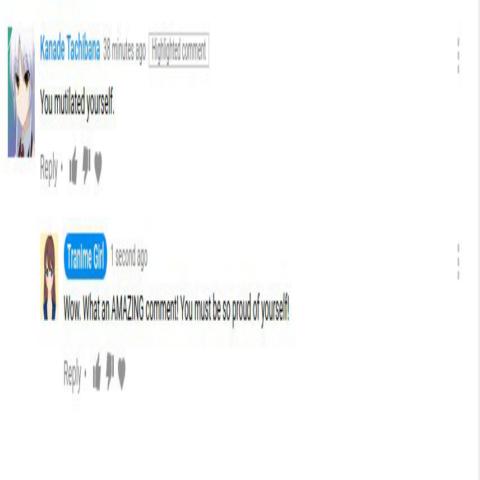 Kanade Tachibana 38 minutes ago Highlighted comment
You mutilated yourself.
Reply •
Tranime Girl 1 second ago
Wow. What an AMAZING comment! You must be so proud of yourself!
Reply •